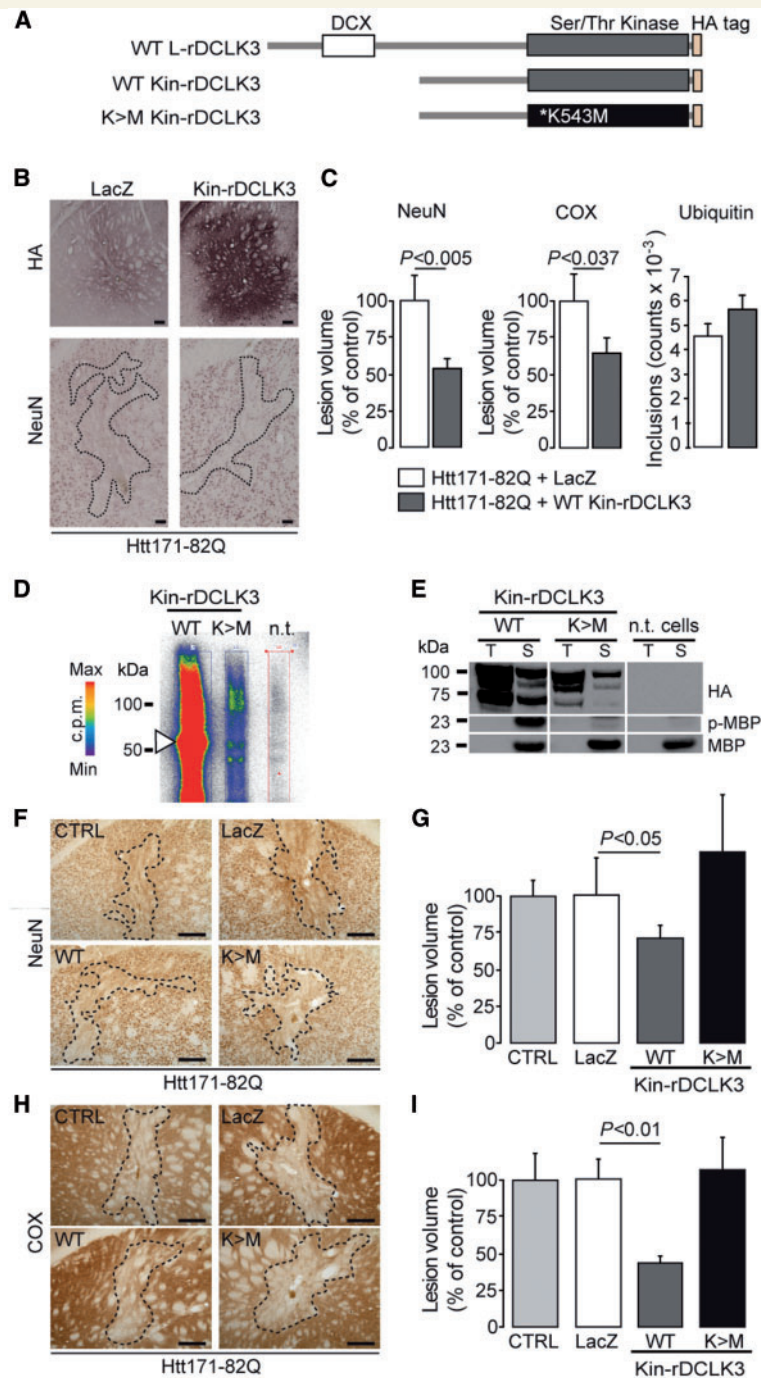 A
DCX
Ser/Thr Kinase
HA tag
WT L-rDCLK3
WT Kin-rDCLK3
K>M Kin-rDCLK3
*K543M
B
LacZ
Kin-rDCLK3
HA
NeuN
Htt171-82Q
C
NeuN
COX
Ubiquitin
P<0.005
P<0.037
Lesion volume
(% of control)
100
75
50
25
0
Lesion volume
(% of control)
100
75
50
25
0
Inclusions (counts x 10⁻³)
7
6
5
4
3
2
1
0
Htt171-82Q + LacZ
Htt171-82Q + WT Kin-rDCLK3
D
Kin-rDCLK3
WT
K>M
n.t.
Max
c.p.m.
Min
kDa
100
50
E
Kin-rDCLK3
WT
K>M
n.t. cells
kDa
T S T S T S
100
75
HA
23
p-MBP
23
MBP
F
CTRL
LacZ
NeuN
WT
K>M
Htt171-82Q
G
P<0.05
Lesion volume
(% of control)
100
75
50
25
0
CTRL
LacZ
WT
K>M
Kin-rDCLK3
H
CTRL
LacZ
COX
WT
K>M
Htt171-82Q
I
P<0.01
Lesion volume
(% of control)
100
75
50
25
0
CTRL
LacZ
WT
K>M
Kin-rDCLK3